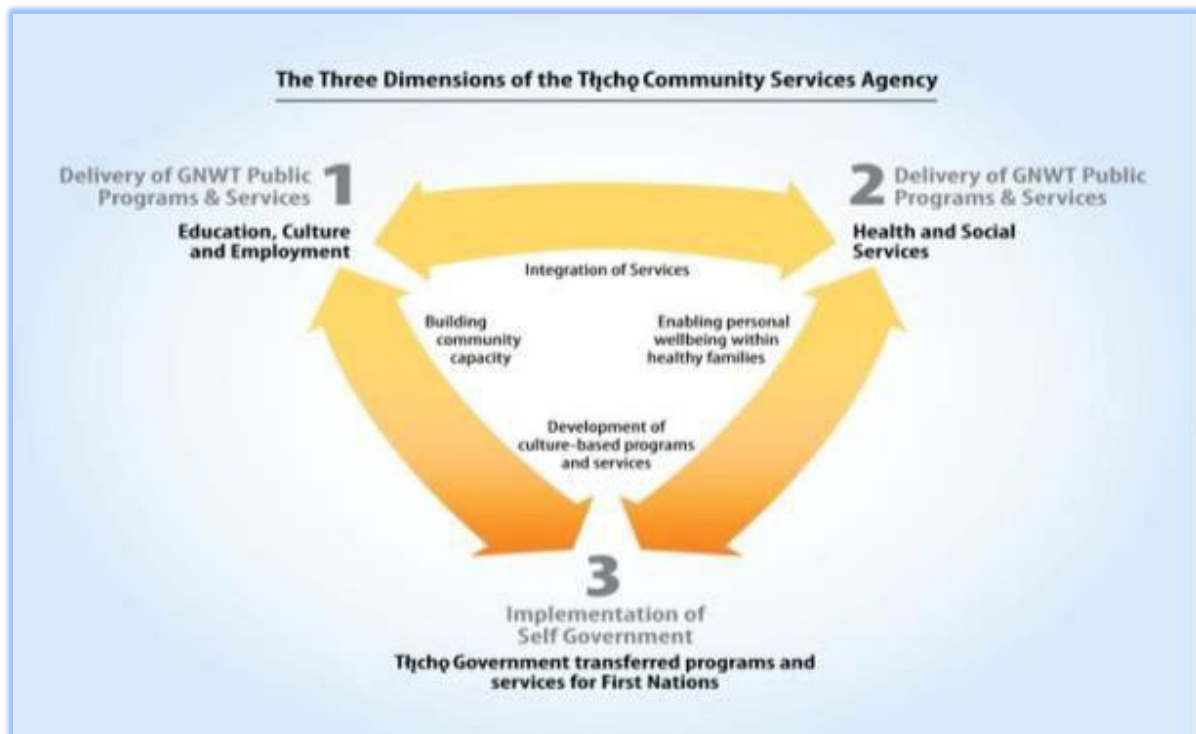 The Three Dimensions of the Tłı̨chǫ Community Services Agency
Delivery of GNWT Public
Programs & Services
1
Education, Culture
and Employment
2
Delivery of GNWT Public
Programs & Services
Health and Social
Services
Integration of Services
Building
community
capacity
Enabling personal
wellbeing within
healthy families
Development of
culture-based programs
and services
3
Implementation of
Self Government
Tłı̨chǫ Government transferred programs and
services for First Nations